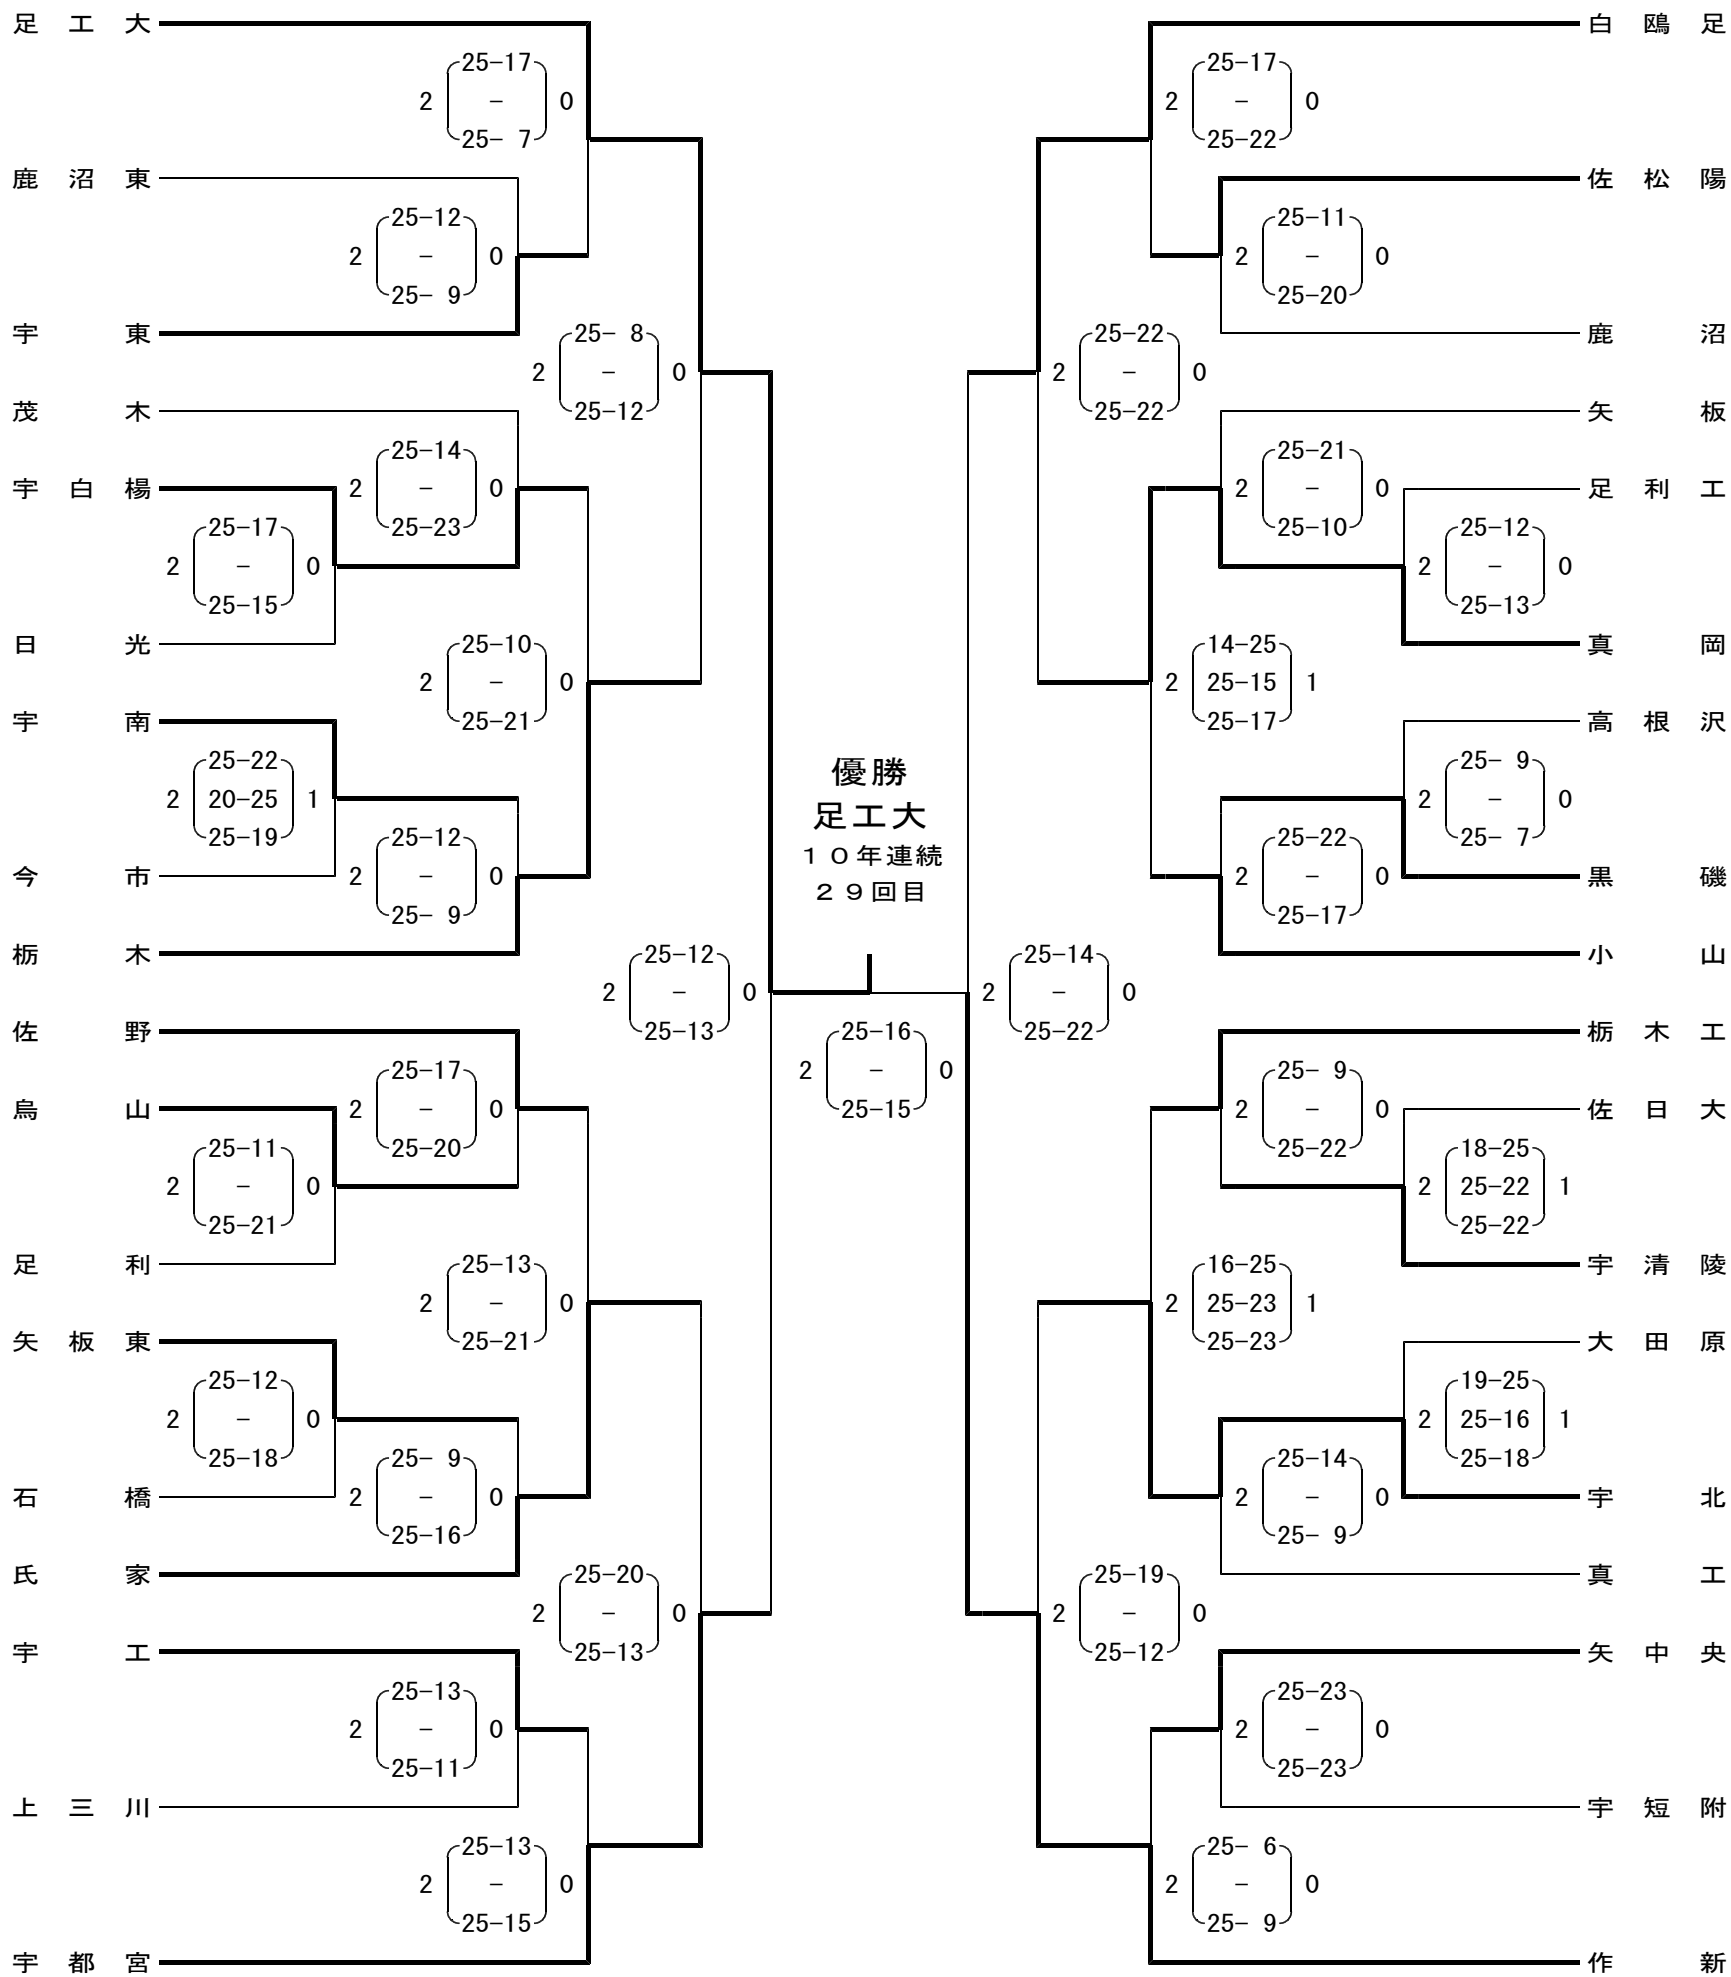 足工大
白鴎足
25-17
2 - 0
25- 7
25-17
2 - 0
25-22
鹿沼東
佐松陽
25-12
2 - 0
25- 9
25-11
2 - 0
25-20
宇東
鹿沼
25- 8
2 - 0
25-12
25-22
2 - 0
25-22
茂木
矢板
25-14
2 - 0
25-23
25-21
2 - 0
25-10
宇白楊
足利工
25-17
2 - 0
25-15
25-12
2 - 0
25-13
日光
真岡
25-10
2 - 0
25-21
14-25
2 25-15 1
25-17
宇南
高根沢
25-22
2 20-25 1
25-19
25- 9
2 - 0
25- 7
優勝
足工大
10年連続
29回目
25-12
2 - 0
25- 9
25-22
2 - 0
25-17
今市
黒磯
栃木
小山
25-12
2 - 0
25-13
25-14
2 - 0
25-22
25-16
2 - 0
25-15
佐野
栃木工
25-17
2 - 0
25-20
25- 9
2 - 0
25-22
烏山
佐日大
25-11
2 - 0
25-21
18-25
2 25-22 1
25-22
足利
宇清陵
25-13
2 - 0
25-21
16-25
2 25-23 1
25-23
矢板東
大田原
25-12
2 - 0
25-18
19-25
2 25-16 1
25-18
25- 9
2 - 0
25-16
25-14
2 - 0
25- 9
石橋
宇北
氏家
真工
25-20
2 - 0
25-13
25-19
2 - 0
25-12
宇工
矢中央
25-13
2 - 0
25-11
25-23
2 - 0
25-23
上三川
宇短附
25-13
2 - 0
25-15
25- 6
2 - 0
25- 9
宇都宮
作新